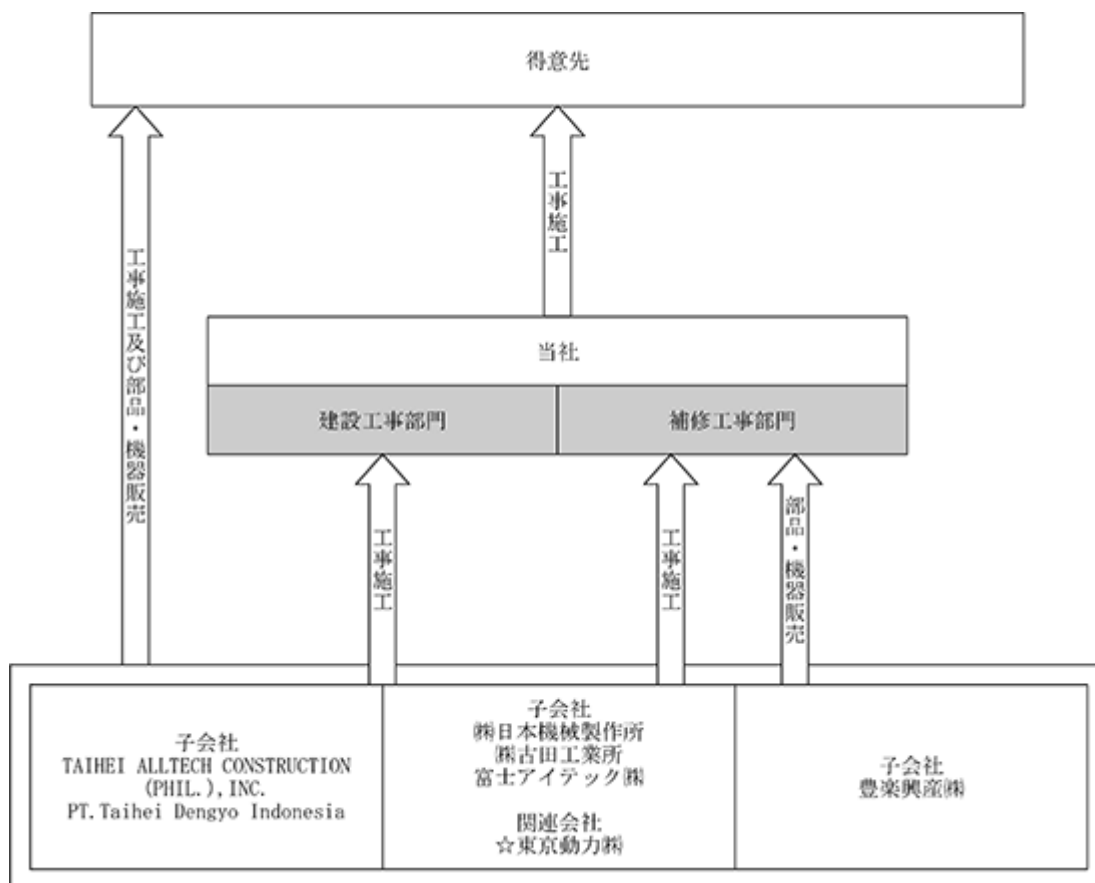 得意先
工事施工
工事施工及び部品・機器販売
当社
建設工事部門
補修工事部門
工事施工
工事施工
部品・機器販売
子会社
TAIHEI ALLTECH CONSTRUCTION
(PHIL.),INC.
PT.Taihei Dengyo Indonesia
子会社
㈱日本機械製作所
㈱古田工業所
富士アイテック㈱
関連会社
☆東京動力㈱
子会社
豊楽興産㈱